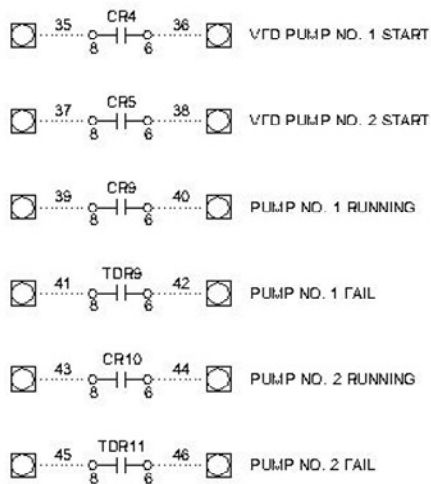 CR4
35 36 VFD PUMP NO. 1 START
8 6
CR5
37 38 VFD PUMP NO. 2 START
8 6
CR9
39 40 PUMP NO. 1 RUNNING
8 6
TDR9
41 42 PUMP NO. 1 FAIL
8 6
CR10
43 44 PUMP NO. 2 RUNNING
8 6
TDR11
45 46 PUMP NO. 2 FAIL
8 6